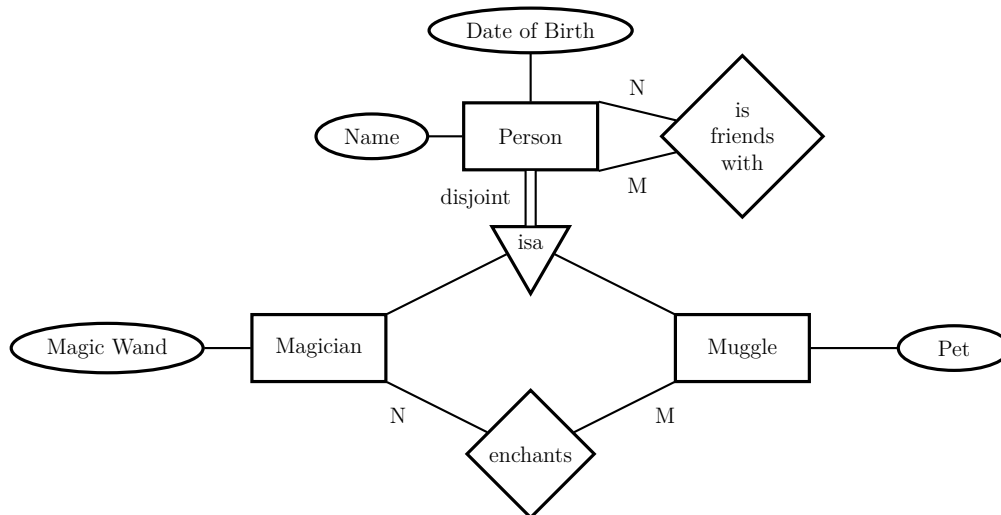 Date of Birth
N
is
friends
with
Name
Person
M
disjoint
isa
Magic Wand
Magician
Muggle
Pet
N
M
enchants